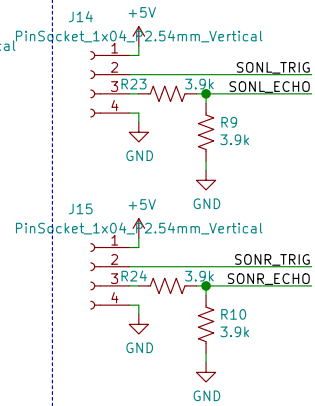 J14
+5V
PinSocket_1x04_P2.54mm_Vertical
cal
1
2
SONL_TRIG
3
R23
3.9k
SONL_ECHO
4
R9
3.9k
GND
GND
J15
+5V
PinSocket_1x04_P2.54mm_Vertical
1
2
SONR_TRIG
3
R24
3.9k
SONR_ECHO
4
R10
3.9k
GND
GND